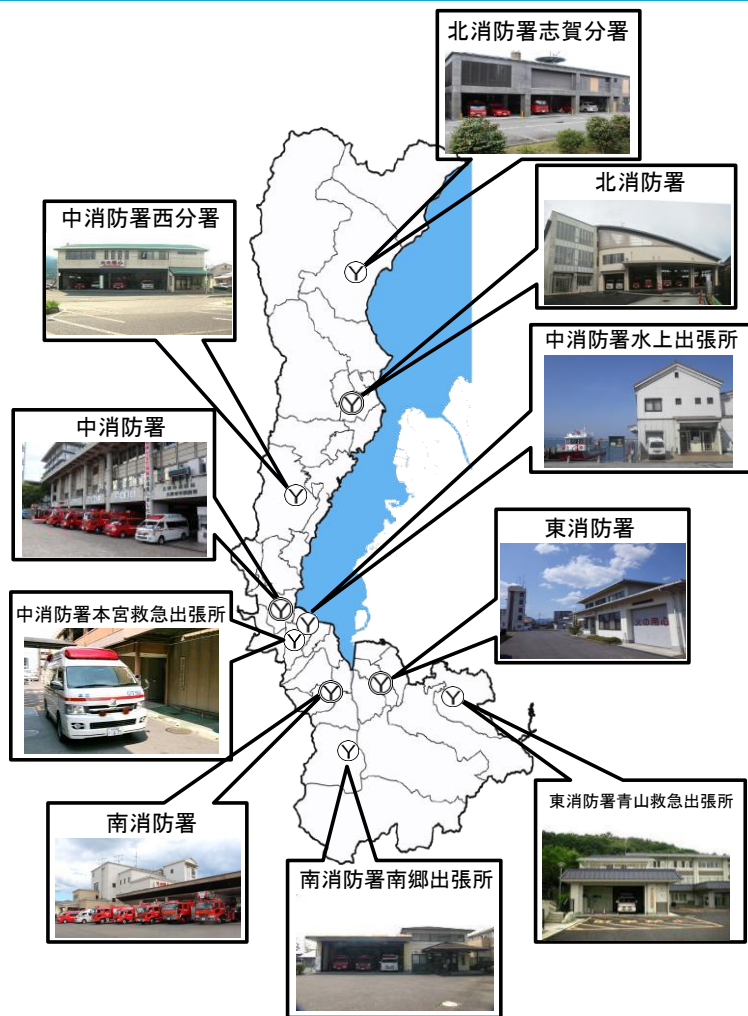 北消防署志賀分署
北消防署
中消防署西分署
中消防署水上出張所
中消防署
東消防署
中消防署本宮救急出張所
東消防署青山救急出張所
南消防署
南消防署南郷出張所